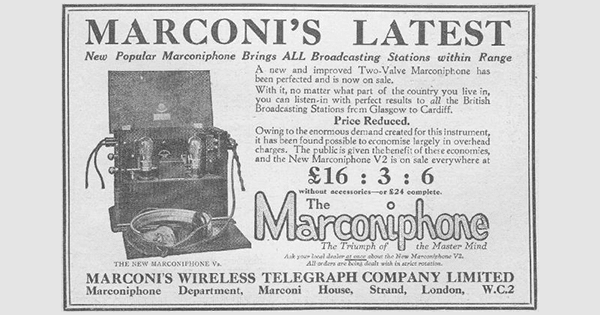 MARCONI'S LATEST
New Popular Marconiphone Brings ALL Broadcasting Stations within Range
A new and improved Two-Valve Marconiphone has
been perfected and is now on sale.
With it, no matter what part of the country you live in,
you can listen-in with perfect results to all the British
Broadcasting Stations from Glasgow to Cardiff.
Price Reduced.
Owing to the enormous demand created for this instrument,
it has been found possible to economise largely in overhead
charges. The public is given the benefit of these economies,
and the New Marconiphone V2 is on sale everywhere at
£16 : 3 : 6
without accessories—or £24 complete.
The
Marconiphone
The Triumph of the Master Mind
Ask your local dealer at once about the New Marconiphone V2.
All orders are being dealt with in strict rotation.
THE NEW MARCONIPHONE V2.
MARCONI'S WIRELESS TELEGRAPH COMPANY LIMITED
Marconiphone Department, Marconi House, Strand, London, W.C.2